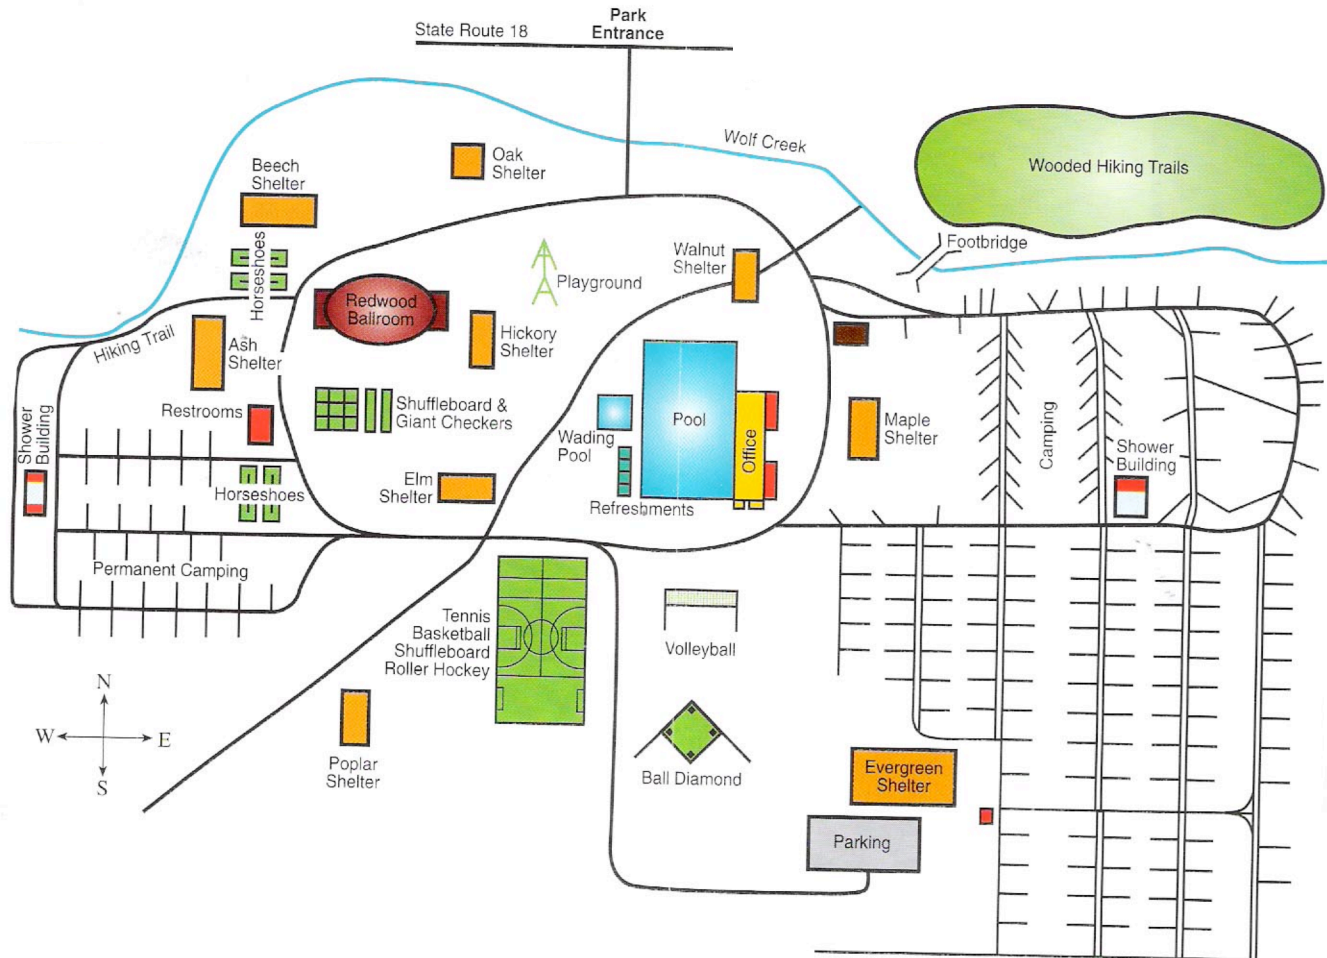 Park
Entrance
State Route 18
Wolf Creek
Wooded Hiking Trails
Oak
Shelter
Beech
Shelter
Horseshoes
Footbridge
Walnut
Shelter
Playground
Redwood
Ballroom
Hickory
Shelter
Hiking Trail
Ash
Shelter
Restrooms
Shuffleboard &
Giant Checkers
Wading
Pool
Pool
Office
Maple
Shelter
Camping
Shower
Building
Shower
Building
Elm
Shelter
Horseshoes
Refreshments
Permanent Camping
Tennis
Basketball
Shuffleboard
Roller Hockey
Volleyball
N
W
E
S
Poplar
Shelter
Ball Diamond
Evergreen
Shelter
Parking